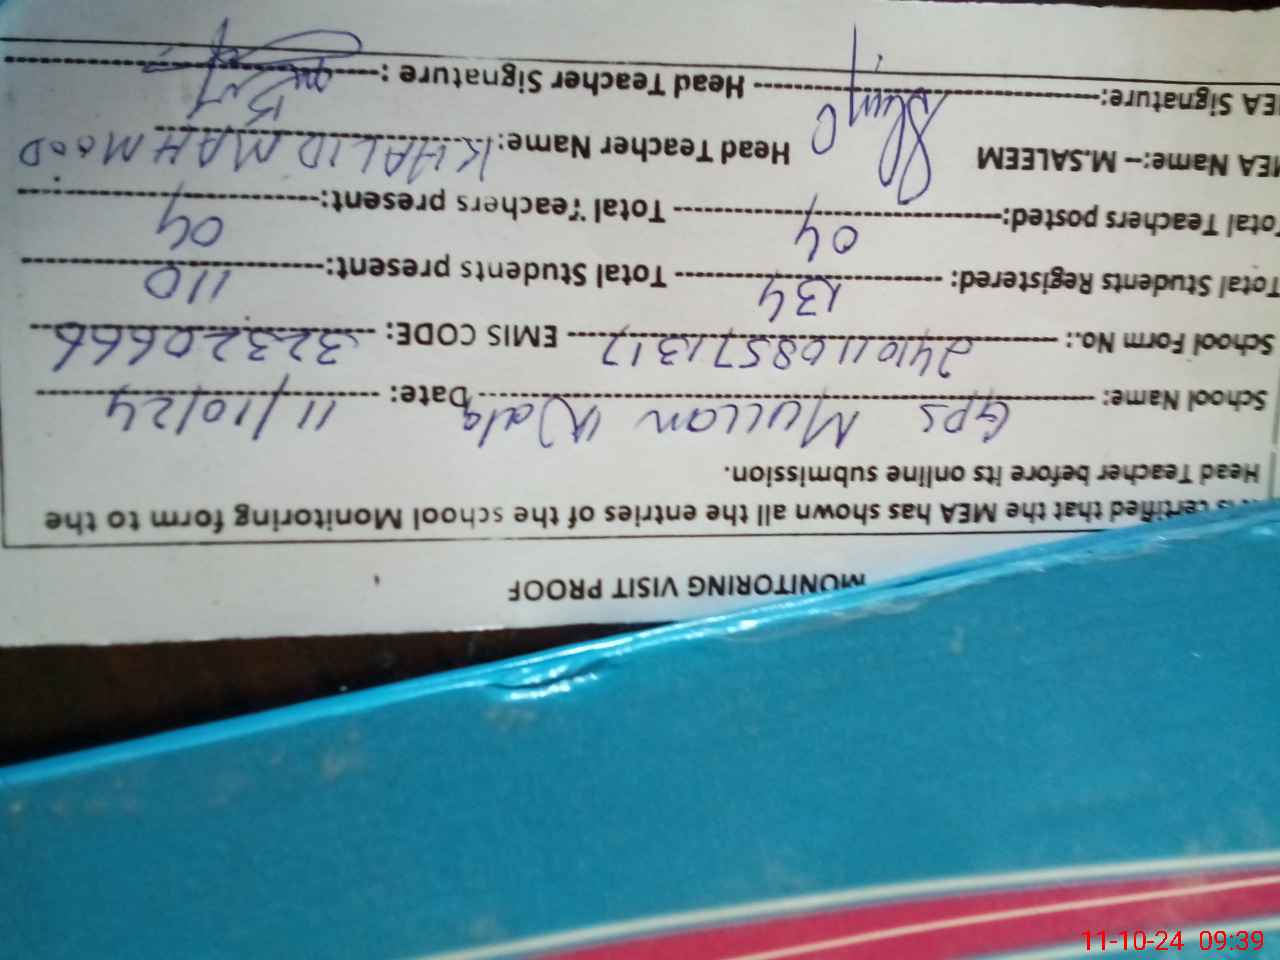 MONITORING VISIT PROOF
is certified that the MEA has shown all the entries of the school Monitoring form to the
Head Teacher before its online submission.
School Name: GPS Mullan Wala Date: 11/10/24
School Form No.: 24101108571317 EMIS CODE: 32320666
Total Students Registered: 134 Total Students present: 110
Total Teachers posted: 04 Total Teachers present: 04
MEA Name:- M.SALEEM Head Teacher Name: KHALID MAHMOOD
MEA Signature: Head Teacher Signature :
11-10-24 09:39